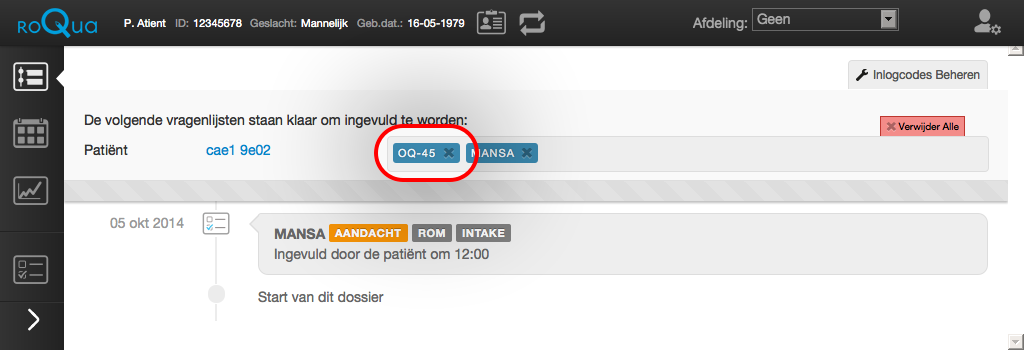 roQua P. Atient ID: 12345678 Geslacht: Mannelijk Geb.dat.: 16-05-1979 Afdeling: Geen
Inlogcodes Beheren
De volgende vragenlijsten staan klaar om ingevuld te worden:
Verwijder Alle
Patiënt cae1 9e02 OQ-45 MANSA
05 okt 2014 MANSA AANDACHT ROM INTAKE
Ingevuld door de patiënt om 12:00
Start van dit dossier